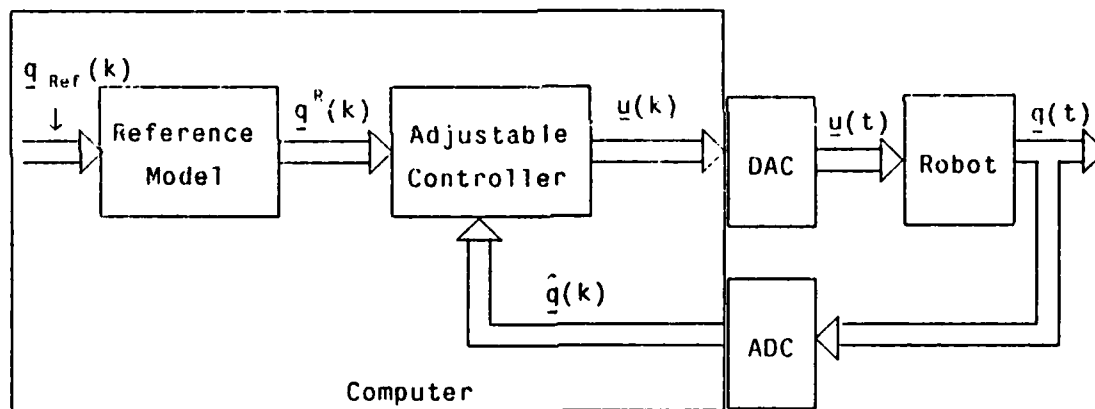 q Ref (k)
Reference
Model
q^R(k)
Adjustable
Controller
u(k)
DAC
u(t)
Robot
q(t)
q̂(k)
ADC
Computer